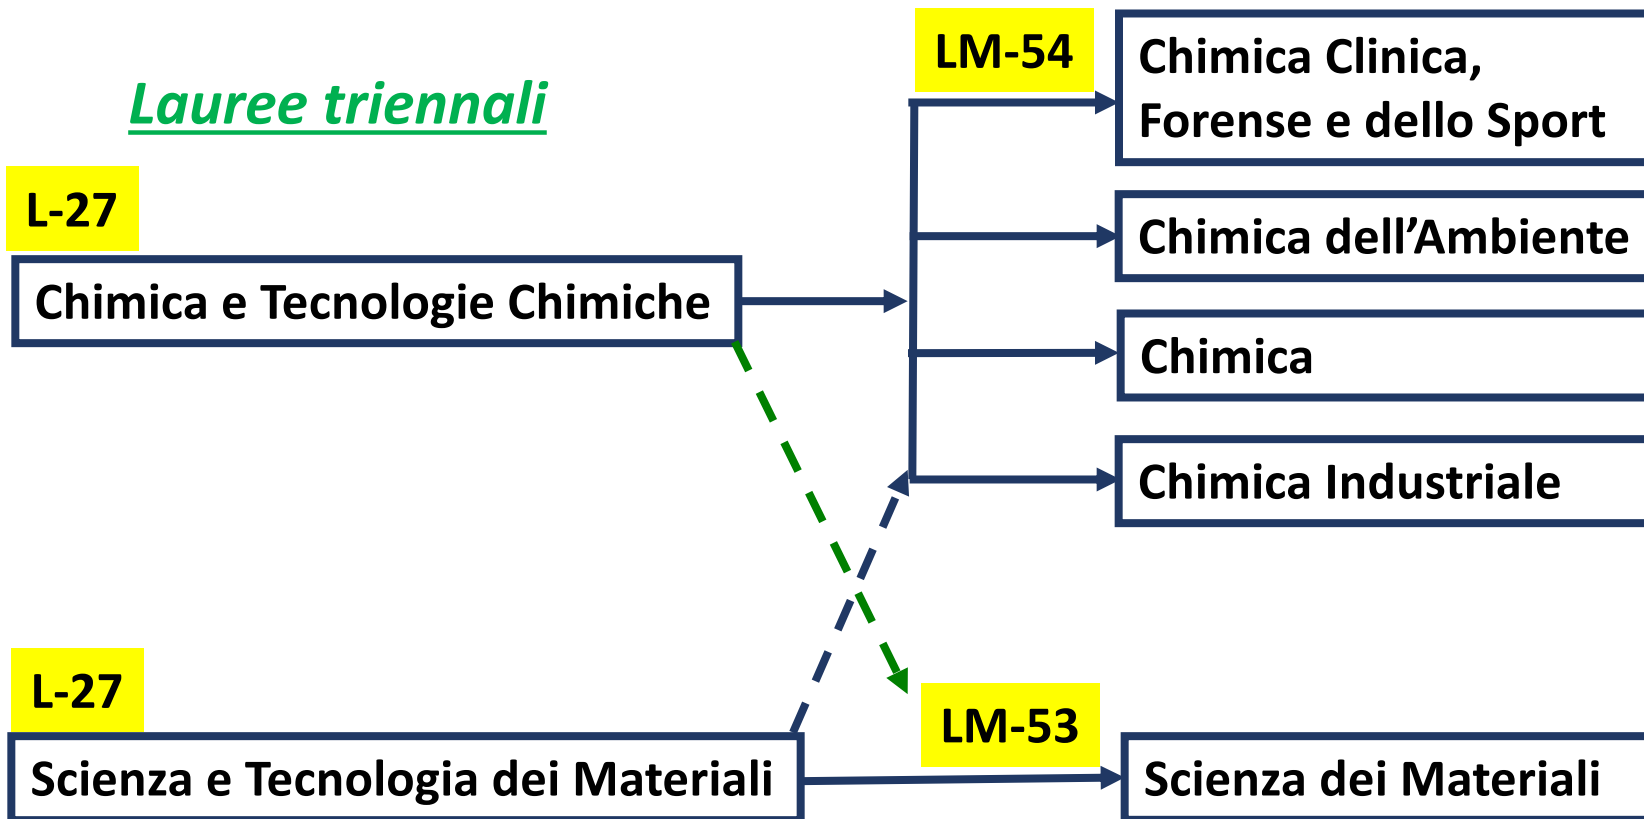 Lauree triennali
L-27
Chimica e Tecnologie Chimiche
LM-54
Chimica Clinica,
Forense e dello Sport
Chimica dell’Ambiente
Chimica
Chimica Industriale
L-27
Scienza e Tecnologia dei Materiali
LM-53
Scienza dei Materiali